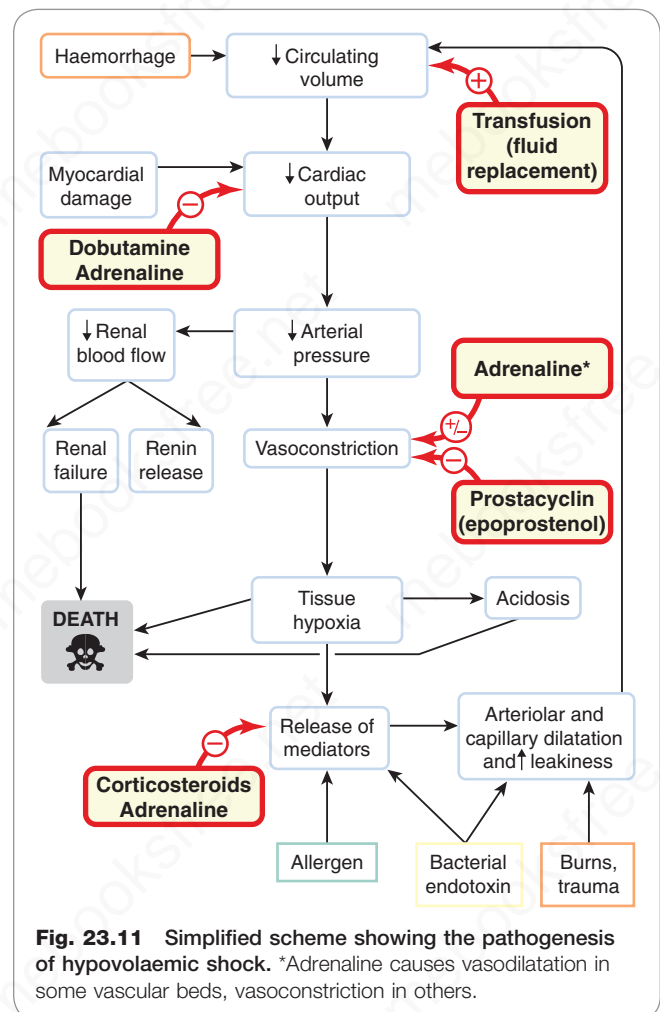 Haemorrhage
↓ Circulating
volume
+
Transfusion
(fluid
replacement)
Myocardial
damage
↓ Cardiac
output
−
Dobutamine
Adrenaline
↓ Renal
blood flow
↓ Arterial
pressure
Adrenaline*
+/−
Renal
failure
Renin
release
Vasoconstriction
−
Prostacyclin
(epoprostenol)
DEATH
Tissue
hypoxia
Acidosis
−
Corticosteroids
Adrenaline
Release of
mediators
Arteriolar and
capillary dilatation
and ↑ leakiness
Allergen
Bacterial
endotoxin
Burns,
trauma
Fig. 23.11 Simplified scheme showing the pathogenesis
of hypovolaemic shock. *Adrenaline causes vasodilatation in
some vascular beds, vasoconstriction in others.
mebooksfree.net